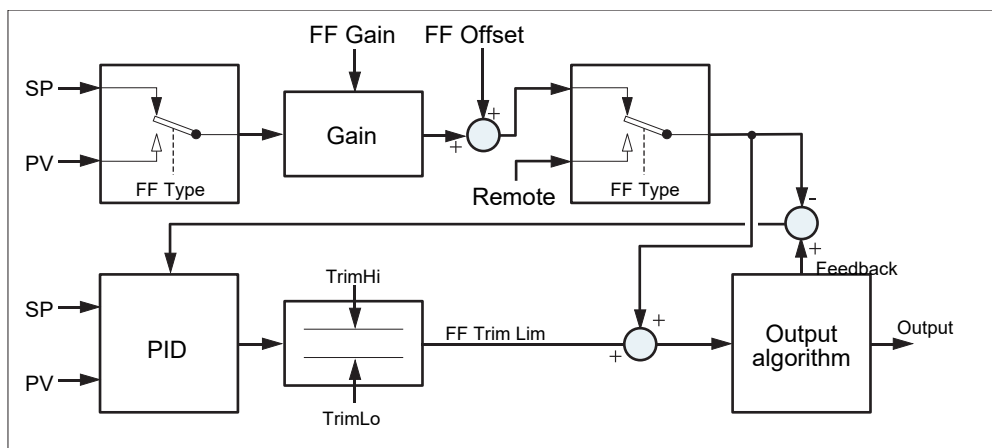 FF Gain
FF Offset
SP
PV
FF Type
Gain
+
+
Remote
FF Type
-
+
Feedback
SP
PV
PID
TrimHi
TrimLo
FF Trim Lim
+
+
Output
algorithm
Output